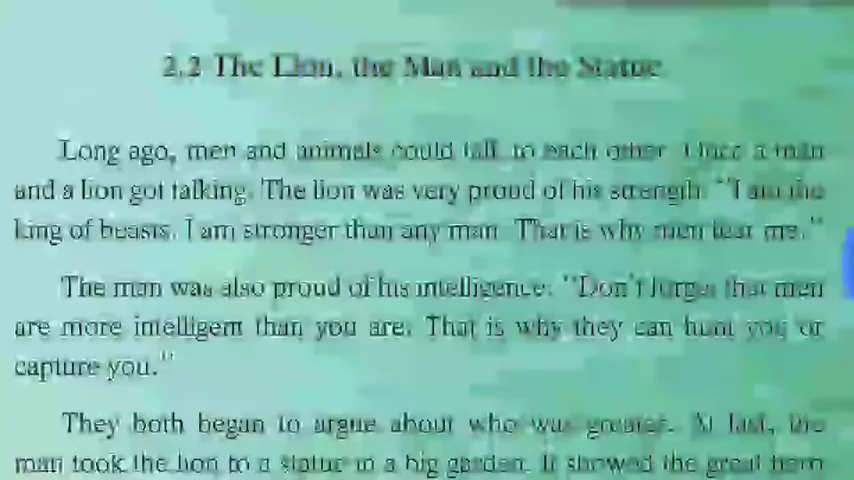 2.2 The Lion, the Man and the Statue
Long ago, men and animals could talk to each other. Once a man
and a lion got talking. The lion was very proud of his strength. "I am the
king of beasts. I am stronger than any man. That is why men fear me."
The man was also proud of his intelligence. "Don't forget that men
are more intelligent than you are. That is why they can hunt you or
capture you."
They both began to argue about who was greater. At last, the
man took the lion to a statue in a big garden. It showed the great hero